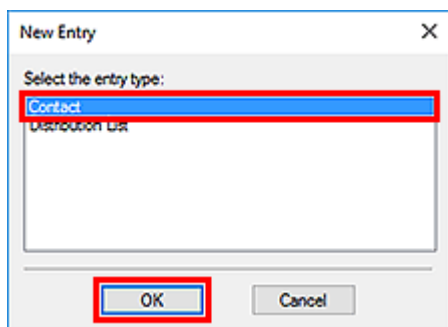 New Entry
Select the entry type:
Contact
Distribution List
OK Cancel